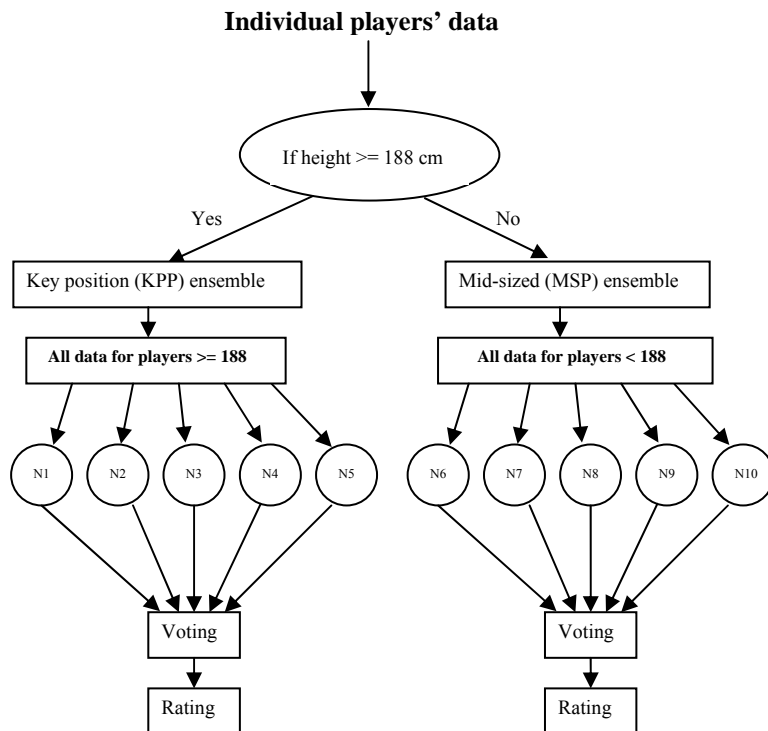 Individual players' data
If height >= 188 cm
Yes
No
Key position (KPP) ensemble
Mid-sized (MSP) ensemble
All data for players >= 188
All data for players < 188
N1
N2
N3
N4
N5
N6
N7
N8
N9
N10
Voting
Voting
Rating
Rating